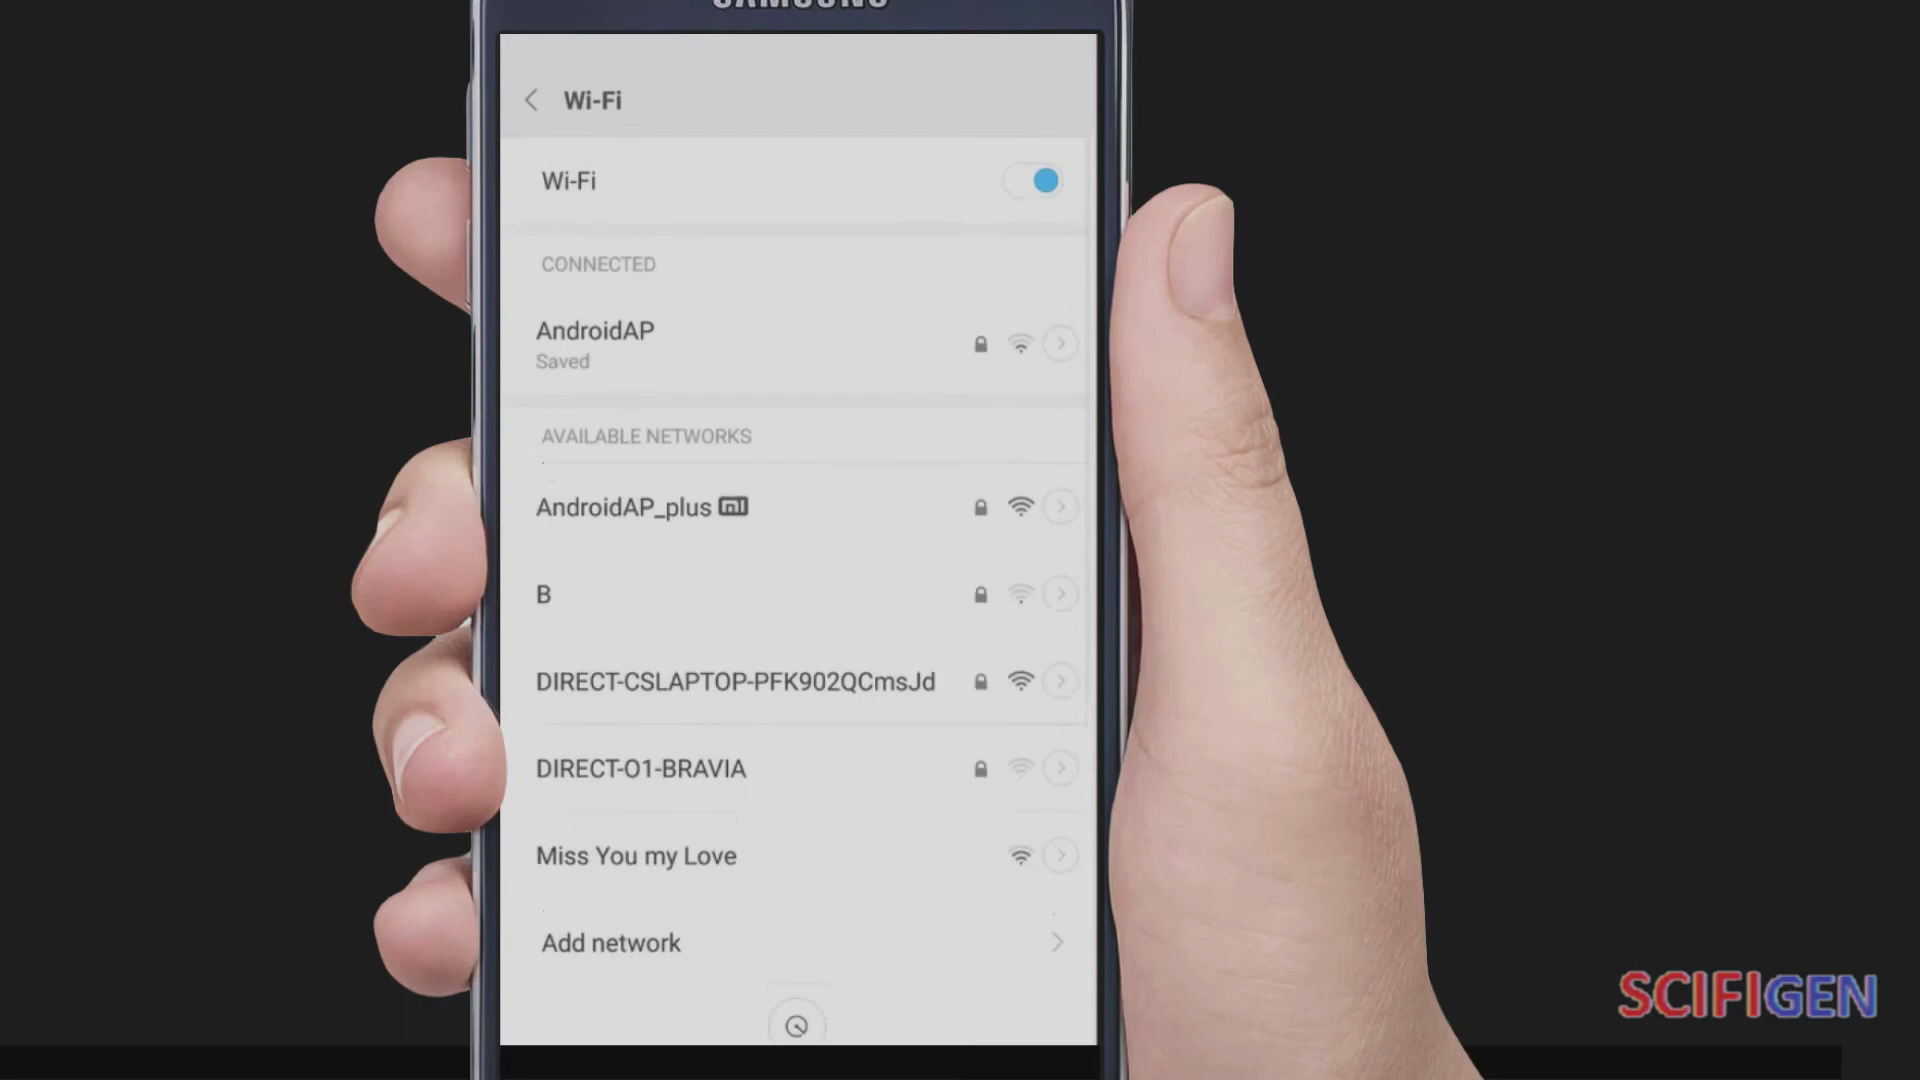 SAMSUNG
Wi-Fi
Wi-Fi
CONNECTED
AndroidAP
Saved
AVAILABLE NETWORKS
AndroidAP_plus
B
DIRECT-CSLAPTOP-PFK902QCmsJd
DIRECT-O1-BRAVIA
Miss You my Love
Add network
SCIFIGEN